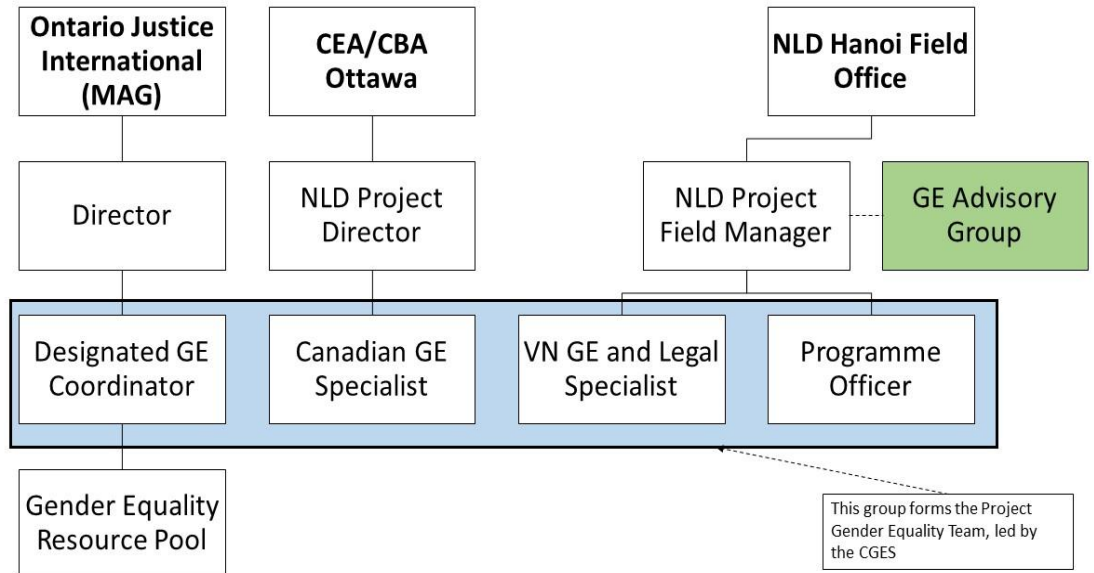 Ontario Justice
International
(MAG)
CEA/CBA
Ottawa
NLD Hanoi Field
Office
Director
NLD Project
Director
NLD Project
Field Manager
GE Advisory
Group
Designated GE
Coordinator
Canadian GE
Specialist
VN GE and Legal
Specialist
Programme
Officer
Gender Equality
Resource Pool
This group forms the Project
Gender Equality Team, led by
the CGES